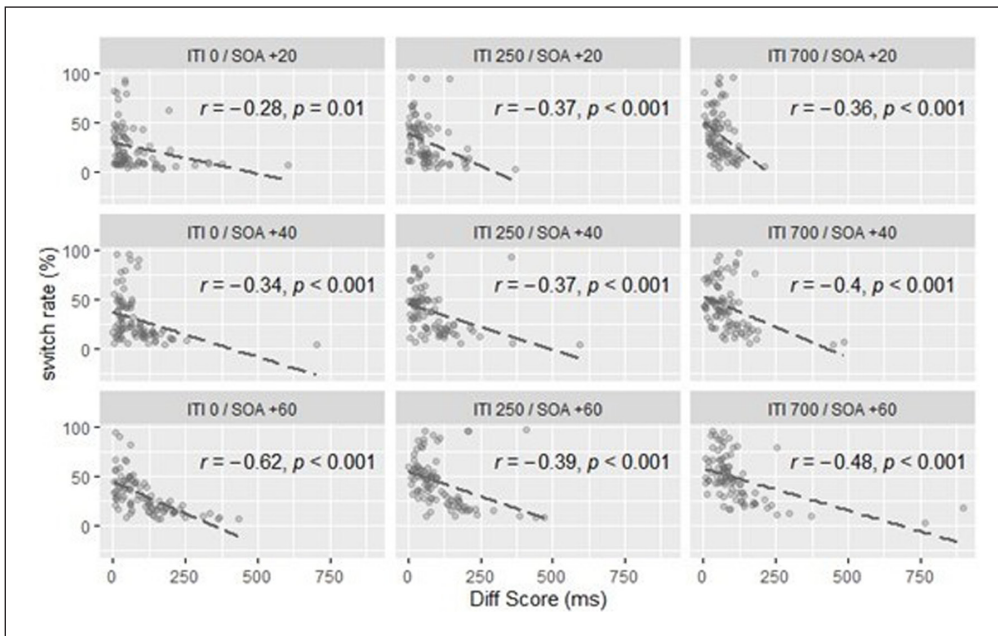 ITI 0 / SOA +20
ITI 250 / SOA +20
ITI 700 / SOA +20
100
50
0
r = −0.28, p = 0.01
r = −0.37, p < 0.001
r = −0.36, p < 0.001
ITI 0 / SOA +40
ITI 250 / SOA +40
ITI 700 / SOA +40
100
50
0
r = −0.34, p < 0.001
r = −0.37, p < 0.001
r = −0.4, p < 0.001
switch rate (%)
ITI 0 / SOA +60
ITI 250 / SOA +60
ITI 700 / SOA +60
100
50
0
r = −0.62, p < 0.001
r = −0.39, p < 0.001
r = −0.48, p < 0.001
0 250 500 750
0 250 500 750
0 250 500 750
Diff Score (ms)